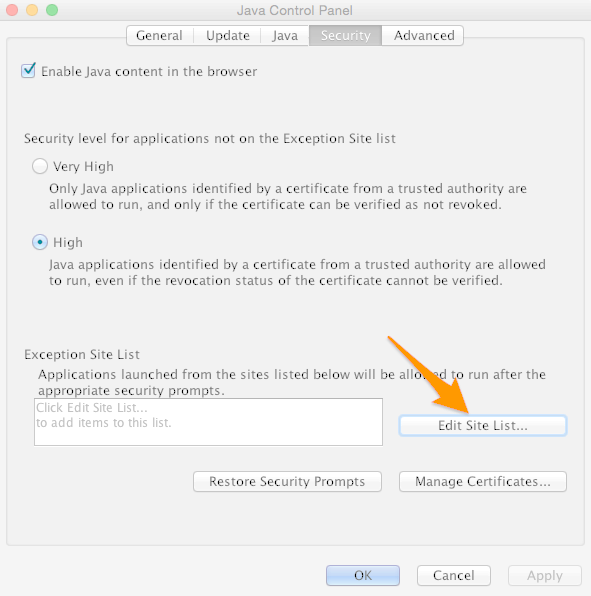 Java Control Panel
General Update Java Security Advanced
Enable Java content in the browser
Security level for applications not on the Exception Site list
Very High
Only Java applications identified by a certificate from a trusted authority are
allowed to run, and only if the certificate can be verified as not revoked.
High
Java applications identified by a certificate from a trusted authority are allowed
to run, even if the revocation status of the certificate cannot be verified.
Exception Site List
Applications launched from the sites listed below will be allowed to run after the
appropriate security prompts.
Click Edit Site List...
to add items to this list.
Edit Site List...
Restore Security Prompts Manage Certificates...
OK Cancel Apply